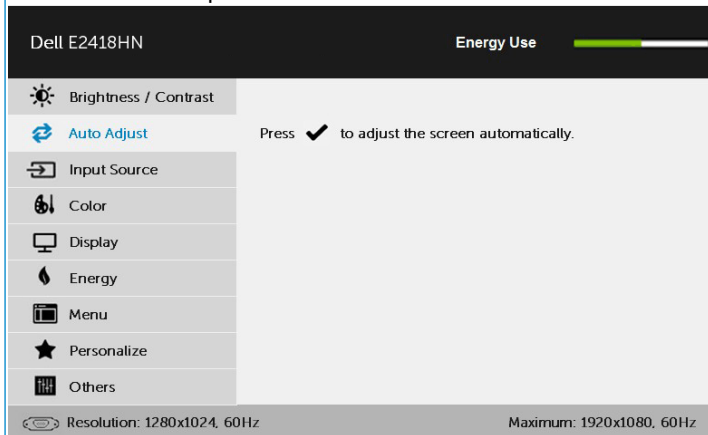 Dell E2418HN
Energy Use
Brightness / Contrast
Auto Adjust
Press ✔ to adjust the screen automatically.
Input Source
Color
Display
Energy
Menu
Personalize
Others
Resolution: 1280x1024, 60Hz
Maximum: 1920x1080, 60Hz